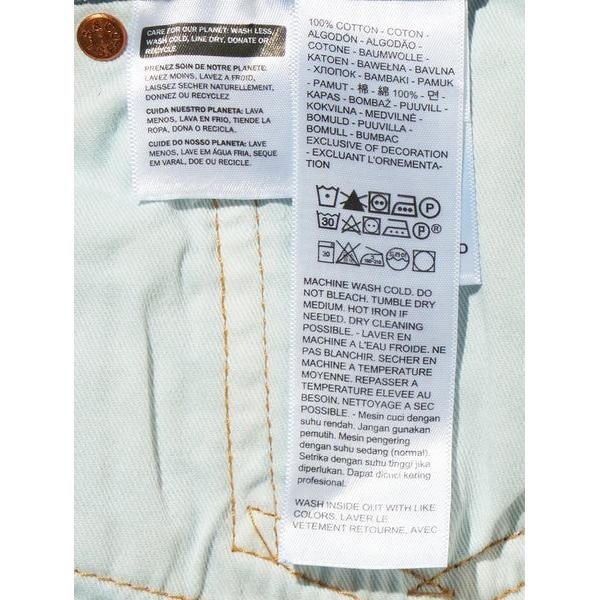 CARE FOR OUR PLANET: WASH LESS,
WASH COLD, LINE DRY, DONATE OR
RECYCLE
PRENEZ SOIN DE NOTRE PLANETE:
LAVEZ MOINS, LAVEZ A FROID,
LAISSEZ SECHER NATURELLEMENT,
DONNEZ OU RECYCLEZ
CUIDA NUESTRO PLANETA: LAVA
MENOS, LAVA EN FRIO, TIENDE LA
ROPA, DONA O RECICLA.
CUIDE DO NOSSO PLANETA: LAVA
MENOS, LAVA EM ÁGUA FRIA, SEQUE
EM VARAL, DOE OU RECICLE.
100% COTTON - COTON -
ALGODÓN - ALGODÃO -
COTONE - BAUMWOLLE -
KATOEN - BAWEŁNA - BAVLNA
- ХЛОПОК - BAMBAKI - PAMUK
- PAMUT - 棉 - 綿 100% - 면 -
KAPAS - BOMBAŽ - PUUVILL -
KOKVILNA - MEDVILNĖ -
BOMULD - PUUVILLA -
BOMULL - BUMBAC
EXCLUSIVE OF DECORATION
- EXCLUANT L'ORNEMENTA-
TION
P
30 P ®
30 3
D
MACHINE WASH COLD. DO
NOT BLEACH. TUMBLE DRY
MEDIUM. HOT IRON IF
NEEDED. DRY CLEANING
POSSIBLE. - LAVER EN
MACHINE A L'EAU FROIDE. NE
PAS BLANCHIR. SECHER EN
MACHINE A TEMPERATURE
MOYENNE. REPASSER A
TEMPERATURE ELEVEE AU
BESOIN. NETTOYAGE A SEC
POSSIBLE. - Mesin cuci dengan
suhu rendah. Jangan gunakan
pemutih. Mesin pengering
dengan suhu sedang (normal).
Setrika dengan suhu tinggi jika
diperlukan. Dapat dicuci kering
profesional.
WASH INSIDE OUT WITH LIKE
COLORS. LAVER LE
VETEMENT RETOURNE, AVEC